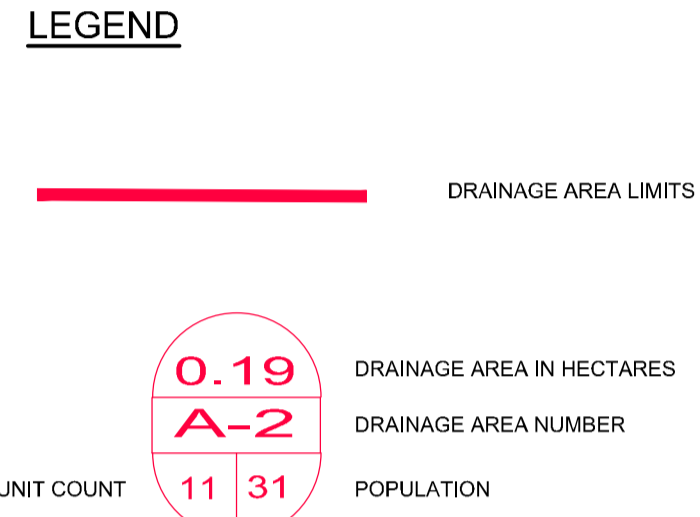 LEGEND
DRAINAGE AREA LIMITS
0.19 DRAINAGE AREA IN HECTARES
A-2 DRAINAGE AREA NUMBER
UNIT COUNT 11 31 POPULATION